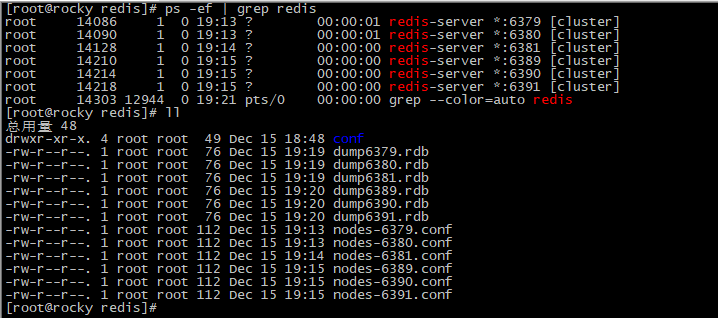 [root@rocky redis]# ps -ef | grep redis
root     14086     1  0 19:13 ?        00:00:01 redis-server *:6379 [cluster]
root     14090     1  0 19:13 ?        00:00:01 redis-server *:6380 [cluster]
root     14128     1  0 19:14 ?        00:00:00 redis-server *:6381 [cluster]
root     14210     1  0 19:15 ?        00:00:00 redis-server *:6389 [cluster]
root     14214     1  0 19:15 ?        00:00:00 redis-server *:6390 [cluster]
root     14218     1  0 19:15 ?        00:00:00 redis-server *:6391 [cluster]
root     14303 12944  0 19:21 pts/0    00:00:00 grep --color=auto redis
[root@rocky redis]# ll
总用量 48
drwxr-xr-x. 4 root root  49 Dec 15 18:48 conf
-rw-r--r--. 1 root root  76 Dec 15 19:19 dump6379.rdb
-rw-r--r--. 1 root root  76 Dec 15 19:19 dump6380.rdb
-rw-r--r--. 1 root root  76 Dec 15 19:19 dump6381.rdb
-rw-r--r--. 1 root root  76 Dec 15 19:20 dump6389.rdb
-rw-r--r--. 1 root root  76 Dec 15 19:20 dump6390.rdb
-rw-r--r--. 1 root root  76 Dec 15 19:20 dump6391.rdb
-rw-r--r--. 1 root root 112 Dec 15 19:13 nodes-6379.conf
-rw-r--r--. 1 root root 112 Dec 15 19:13 nodes-6380.conf
-rw-r--r--. 1 root root 112 Dec 15 19:14 nodes-6381.conf
-rw-r--r--. 1 root root 112 Dec 15 19:15 nodes-6389.conf
-rw-r--r--. 1 root root 112 Dec 15 19:15 nodes-6390.conf
-rw-r--r--. 1 root root 112 Dec 15 19:15 nodes-6391.conf
[root@rocky redis]#